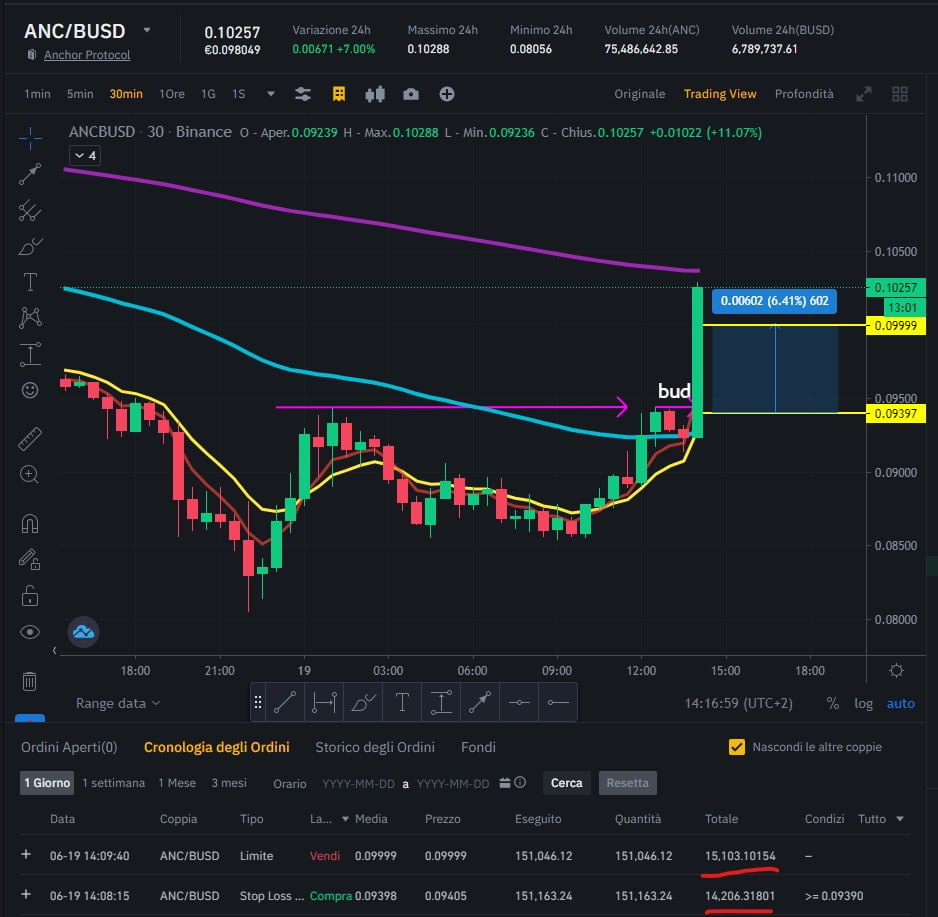 ANC/BUSD
Anchor Protocol
0.10257
€0.098049
Variazione 24h
0.00671 +7.00%
Massimo 24h
0.10288
Minimo 24h
0.08056
Volume 24h(ANC)
75,486,642.85
Volume 24h(BUSD)
6,789,737.61
1min 5min 30min 1Ore 1G 1S Originale Trading View Profondità
ANCBUSD · 30 · Binance O - Aper.0.09239 H - Max.0.10288 L - Min.0.09236 C - Chius.0.10257 +0.01022 (+11.07%)
4
0.11000
0.10500
0.10257
13:01
0.00602 (6.41%) 602
0.09999
bud
0.09500
0.09397
0.09000
0.08500
0.08000
18:00 21:00 19 03:00 06:00 09:00 12:00 15:00 18:00
Range data 14:16:59 (UTC+2) % log auto
Ordini Aperti(0) Cronologia degli Ordini Storico degli Ordini Fondi Nascondi le altre coppie
1 Giorno 1 settimana 1 Mese 3 mesi Orario YYYY-MM-DD a YYYY-MM-DD Cerca Resetta
Data Coppia Tipo La... Media Prezzo Eseguito Quantità Totale Condizi Tutto
+ 06-19 14:09:40 ANC/BUSD Limite Vendi 0.09999 0.09999 151,046.12 151,046.12 15,103.10154 –
+ 06-19 14:08:15 ANC/BUSD Stop Loss ... Compra 0.09398 0.09405 151,163.24 151,163.24 14,206.31801 >= 0.09390